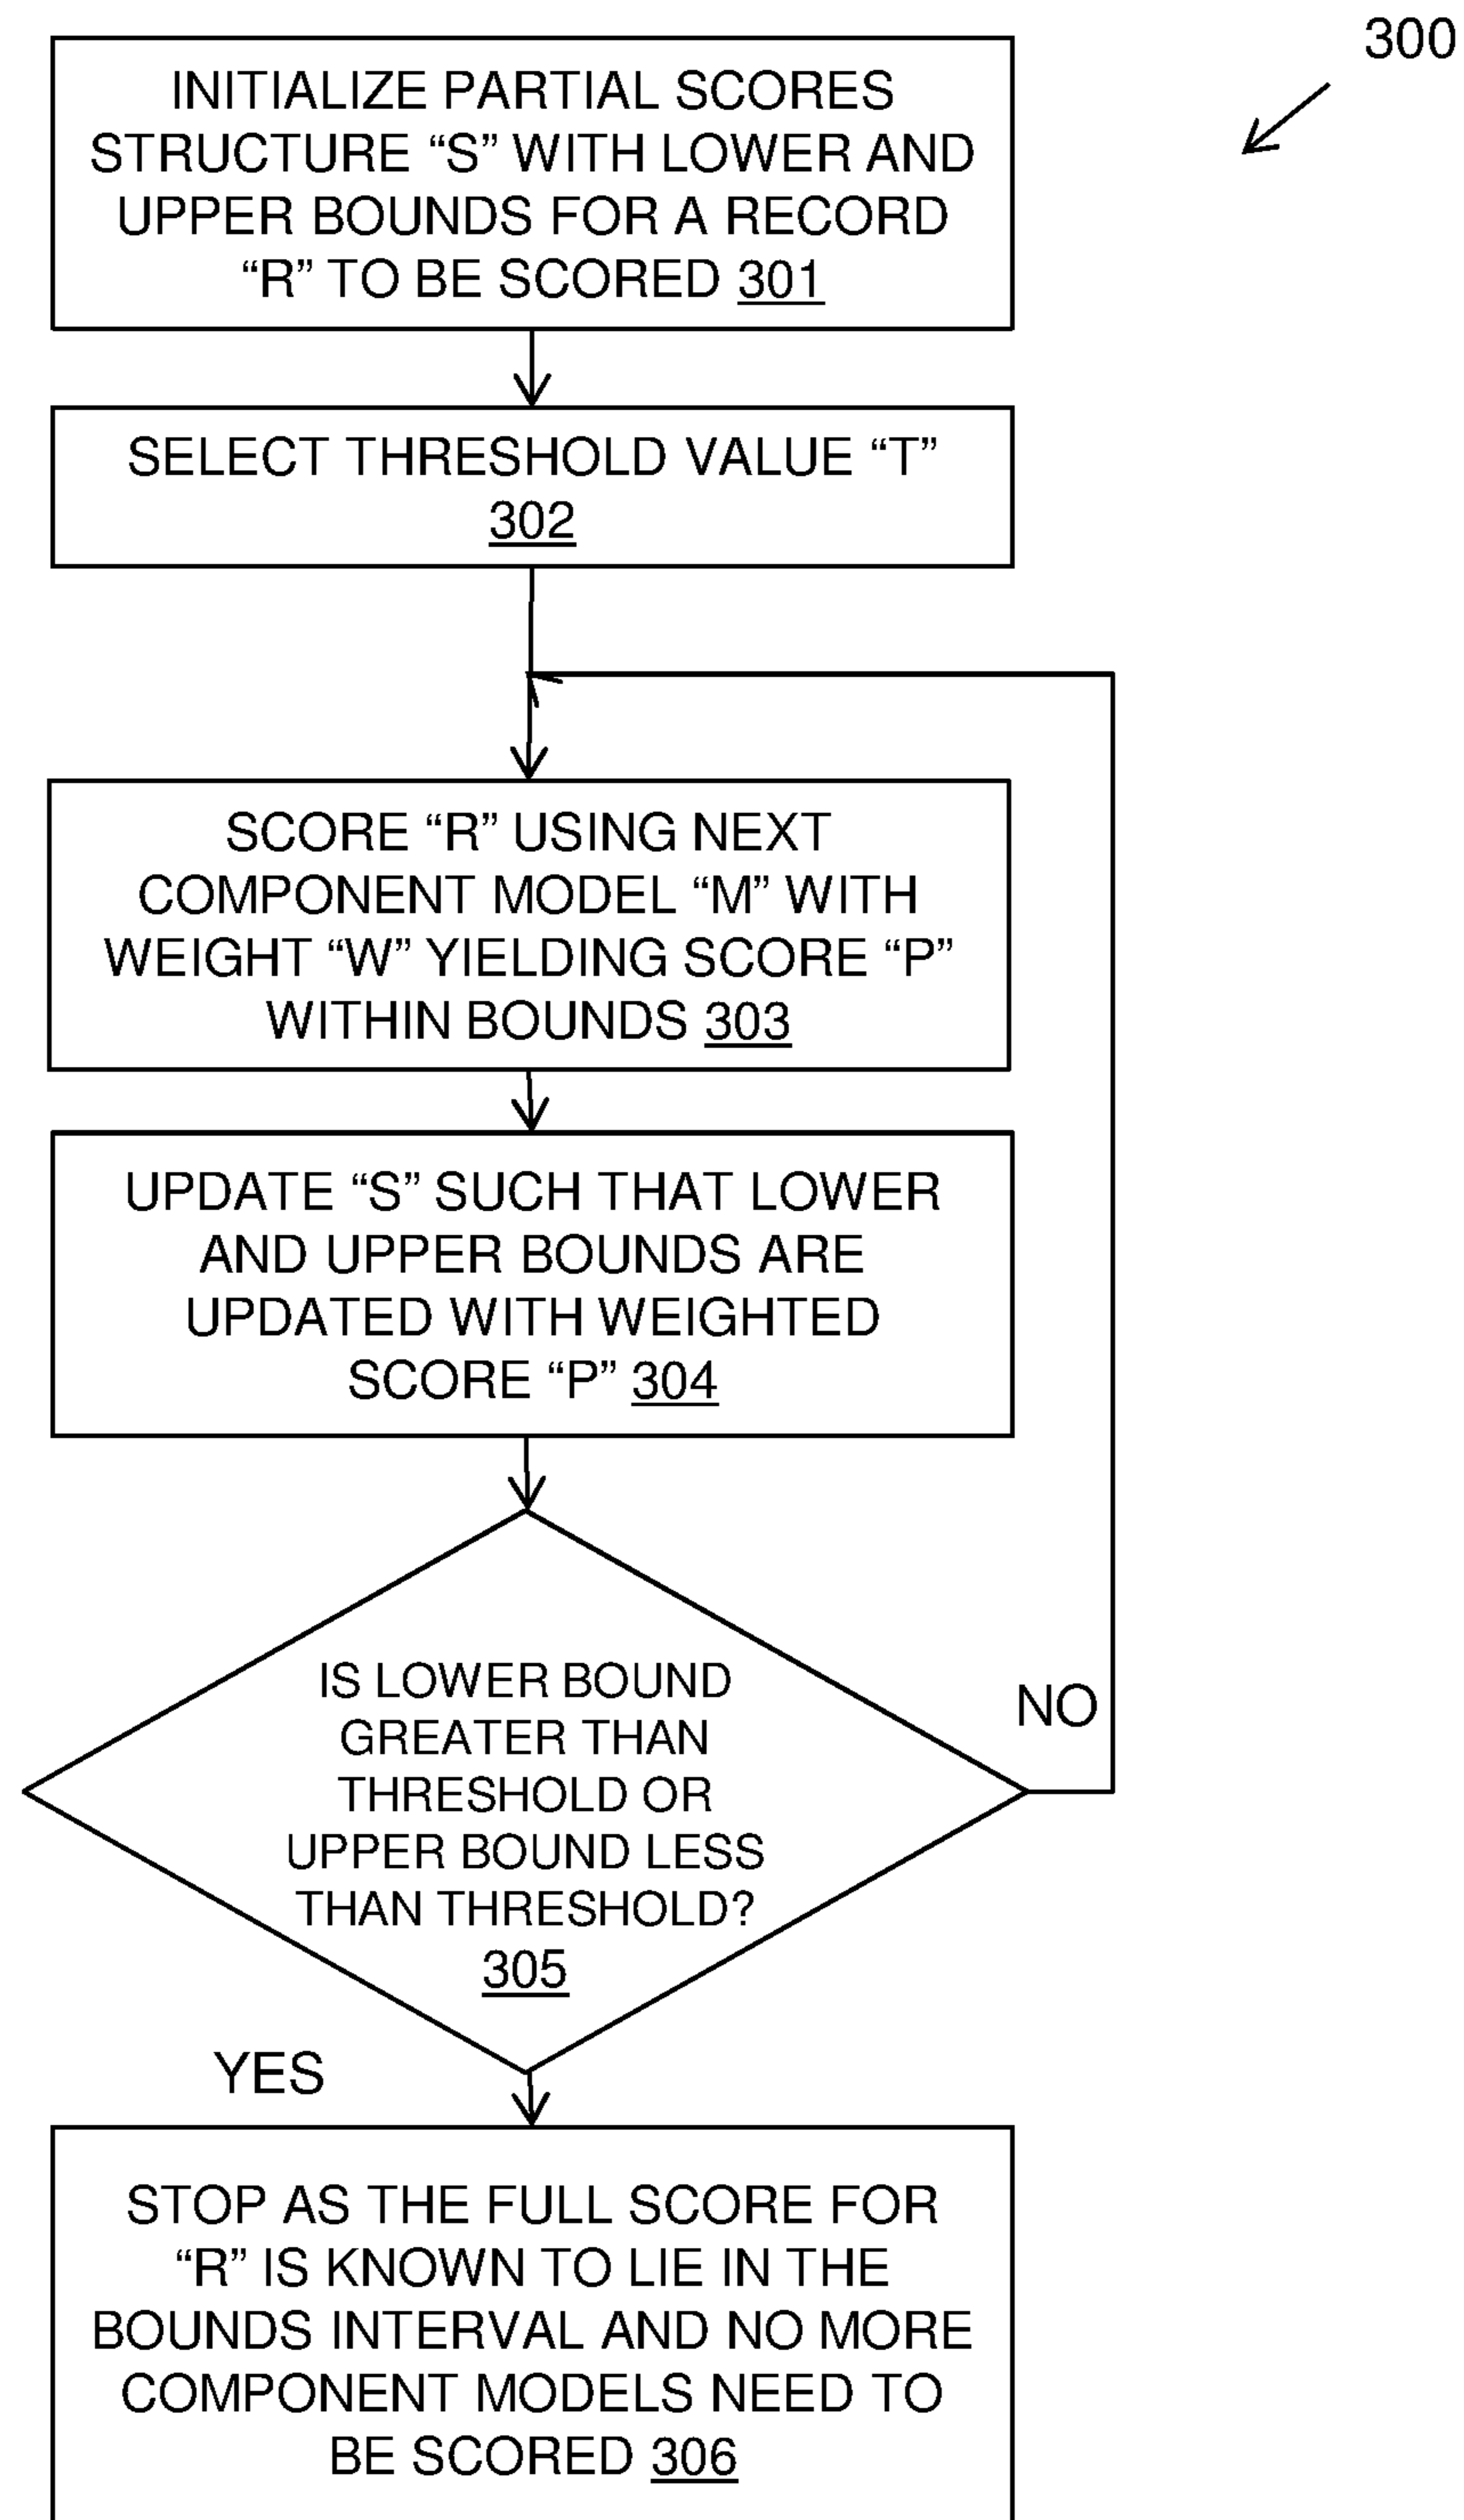 300
INITIALIZE PARTIAL SCORES
STRUCTURE “S” WITH LOWER AND
UPPER BOUNDS FOR A RECORD
“R” TO BE SCORED 301
SELECT THRESHOLD VALUE “T”
302
SCORE “R” USING NEXT
COMPONENT MODEL “M” WITH
WEIGHT “W” YIELDING SCORE “P”
WITHIN BOUNDS 303
UPDATE “S” SUCH THAT LOWER
AND UPPER BOUNDS ARE
UPDATED WITH WEIGHTED
SCORE “P” 304
IS LOWER BOUND
GREATER THAN
THRESHOLD OR
UPPER BOUND LESS
THAN THRESHOLD?
305
NO
YES
STOP AS THE FULL SCORE FOR
“R” IS KNOWN TO LIE IN THE
BOUNDS INTERVAL AND NO MORE
COMPONENT MODELS NEED TO
BE SCORED 306